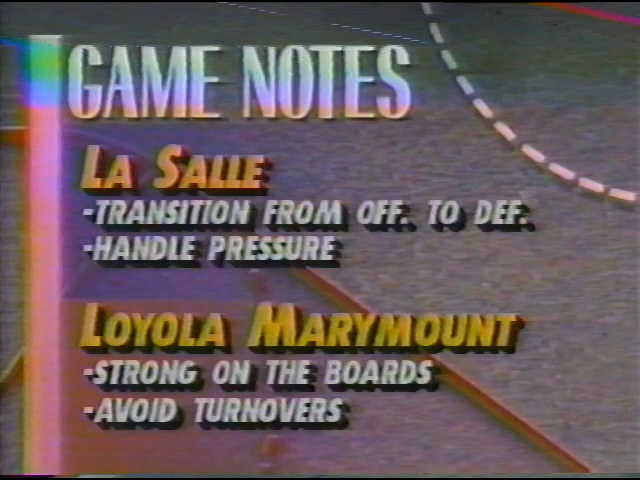 GAME NOTES
LA SALLE
-TRANSITION FROM OFF. TO DEF.
-HANDLE PRESSURE
LOYOLA MARYMOUNT
-STRONG ON THE BOARDS
-AVOID TURNOVERS